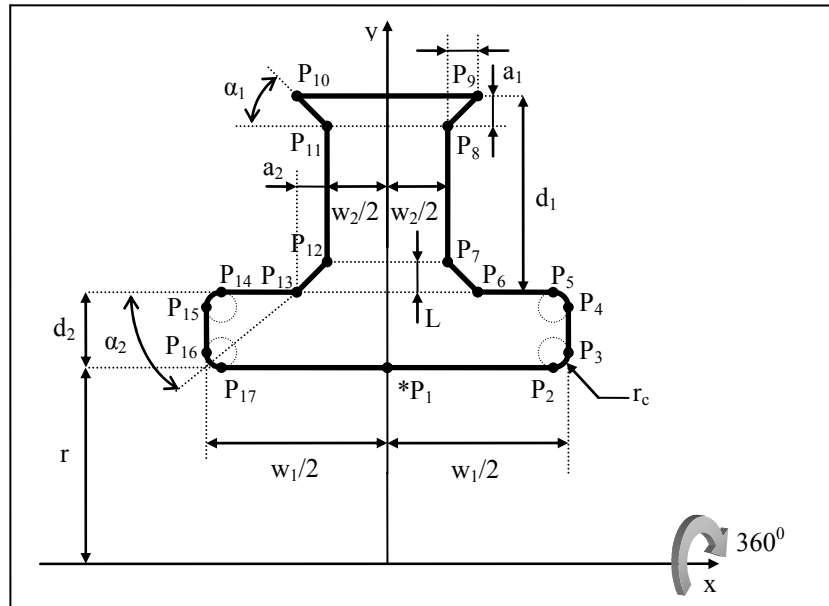 v
P₁₀
P₉
a₁
α₁
P₁₁
P₈
a₂
w₂/2
w₂/2
d₁
P₁₂
P₇
P₁₄
P₁₃
P₆
P₅
P₁₅
P₄
d₂
α₂
L
P₁₆
P₃
P₁₇
*P₁
P₂
r_c
r
w₁/2
w₁/2
360⁰
x